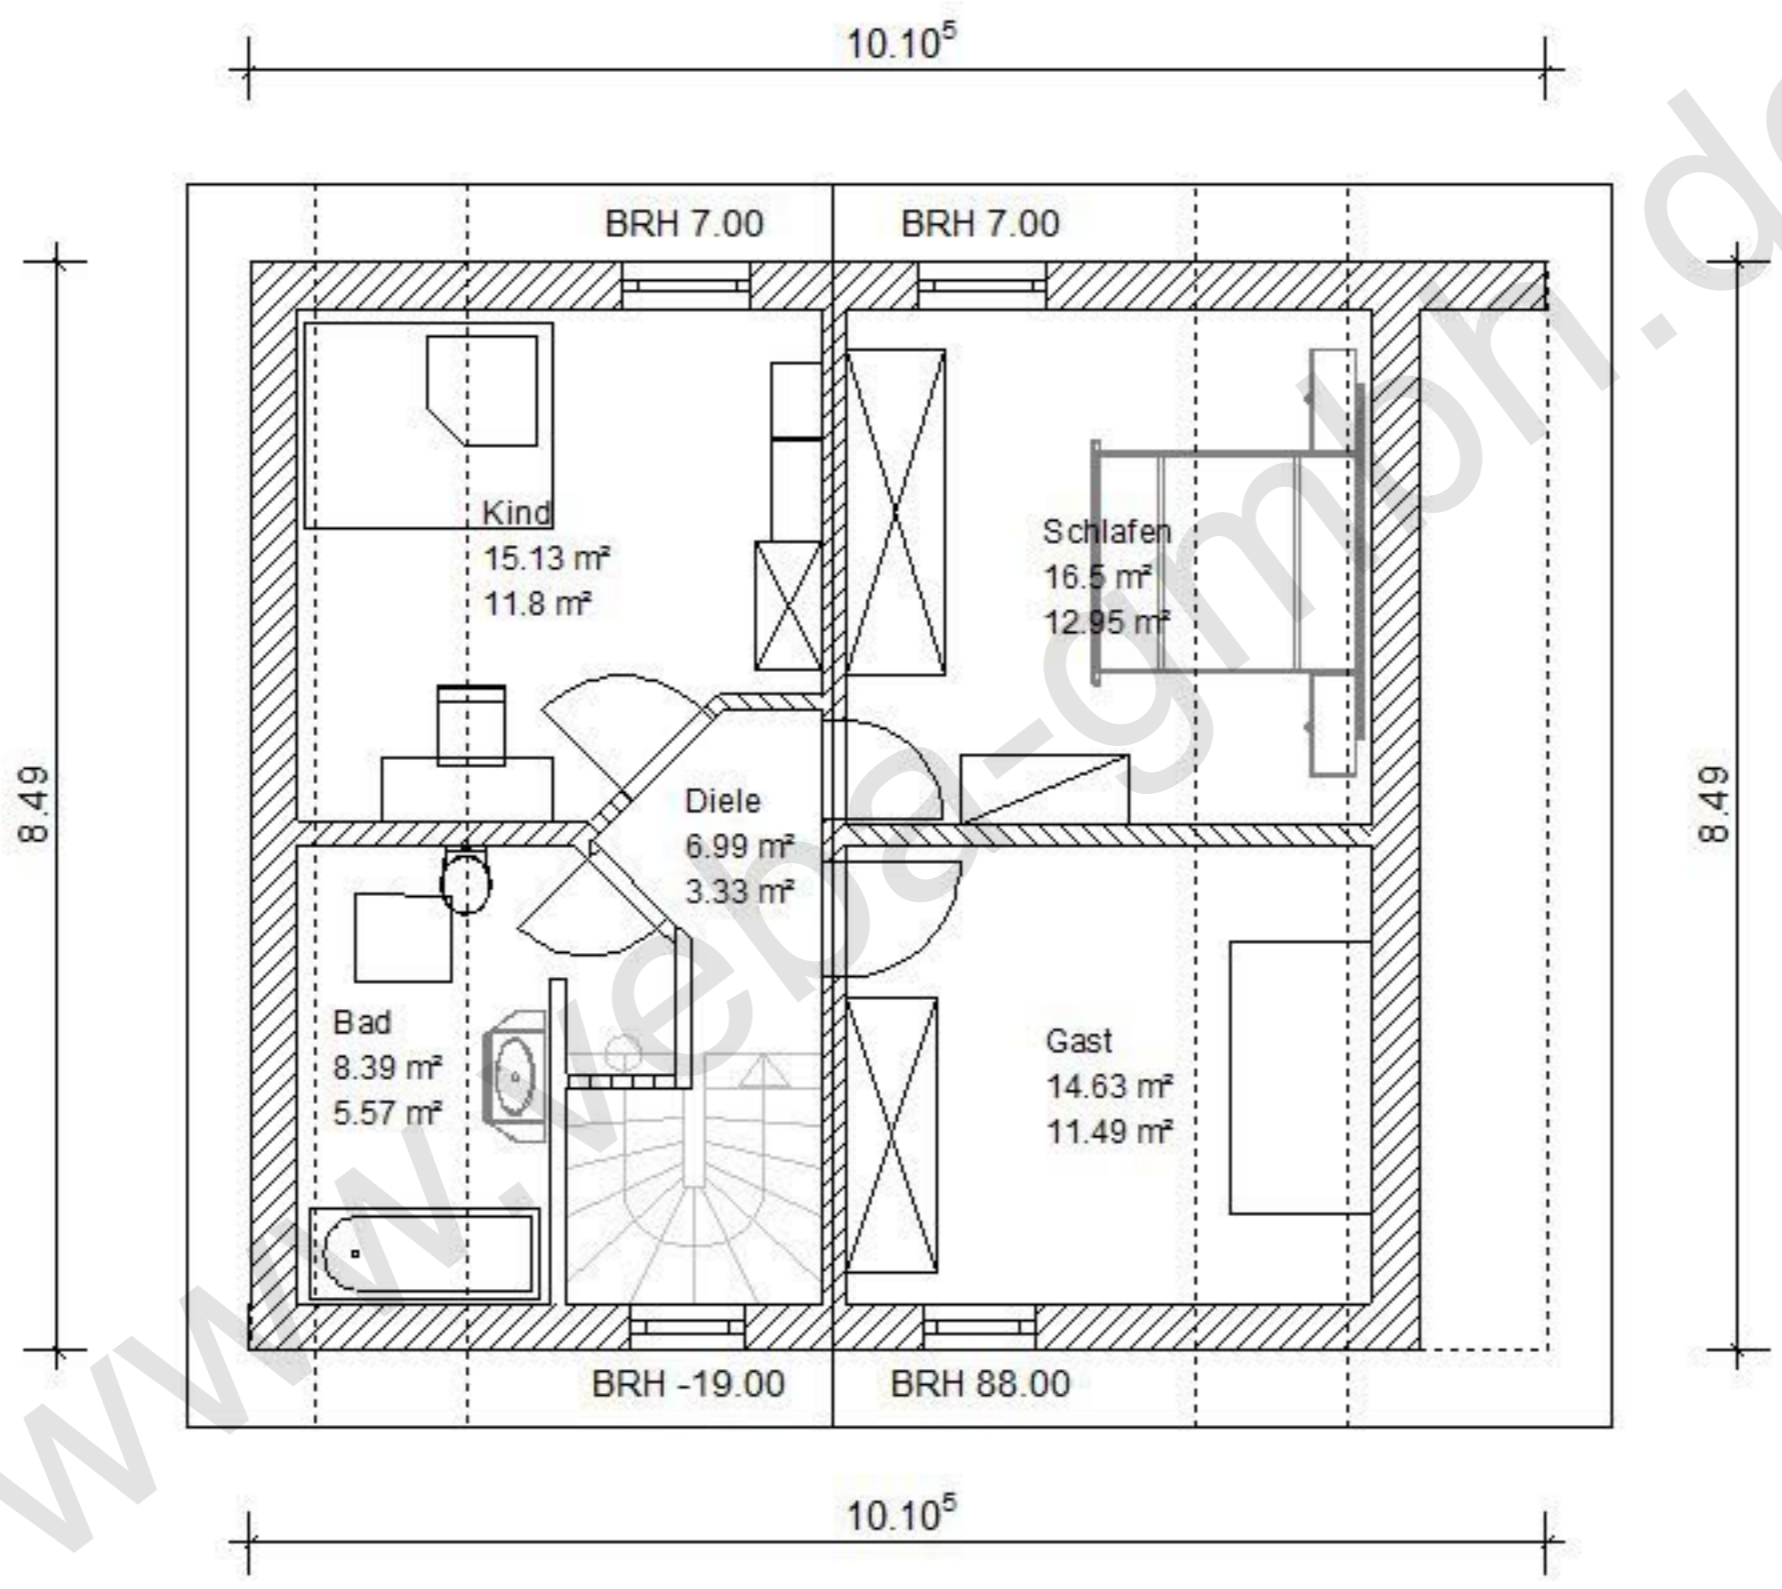 10.10⁵
BRH 7.00
BRH 7.00
8.49
8.49
Kind
15.13 m²
11.8 m²
Schlafen
16.5 m²
12.95 m²
Diele
6.99 m²
3.33 m²
Bad
8.39 m²
5.57 m²
Gast
14.63 m²
11.49 m²
BRH -19.00
BRH 88.00
10.10⁵
www.veba-gmbh.de